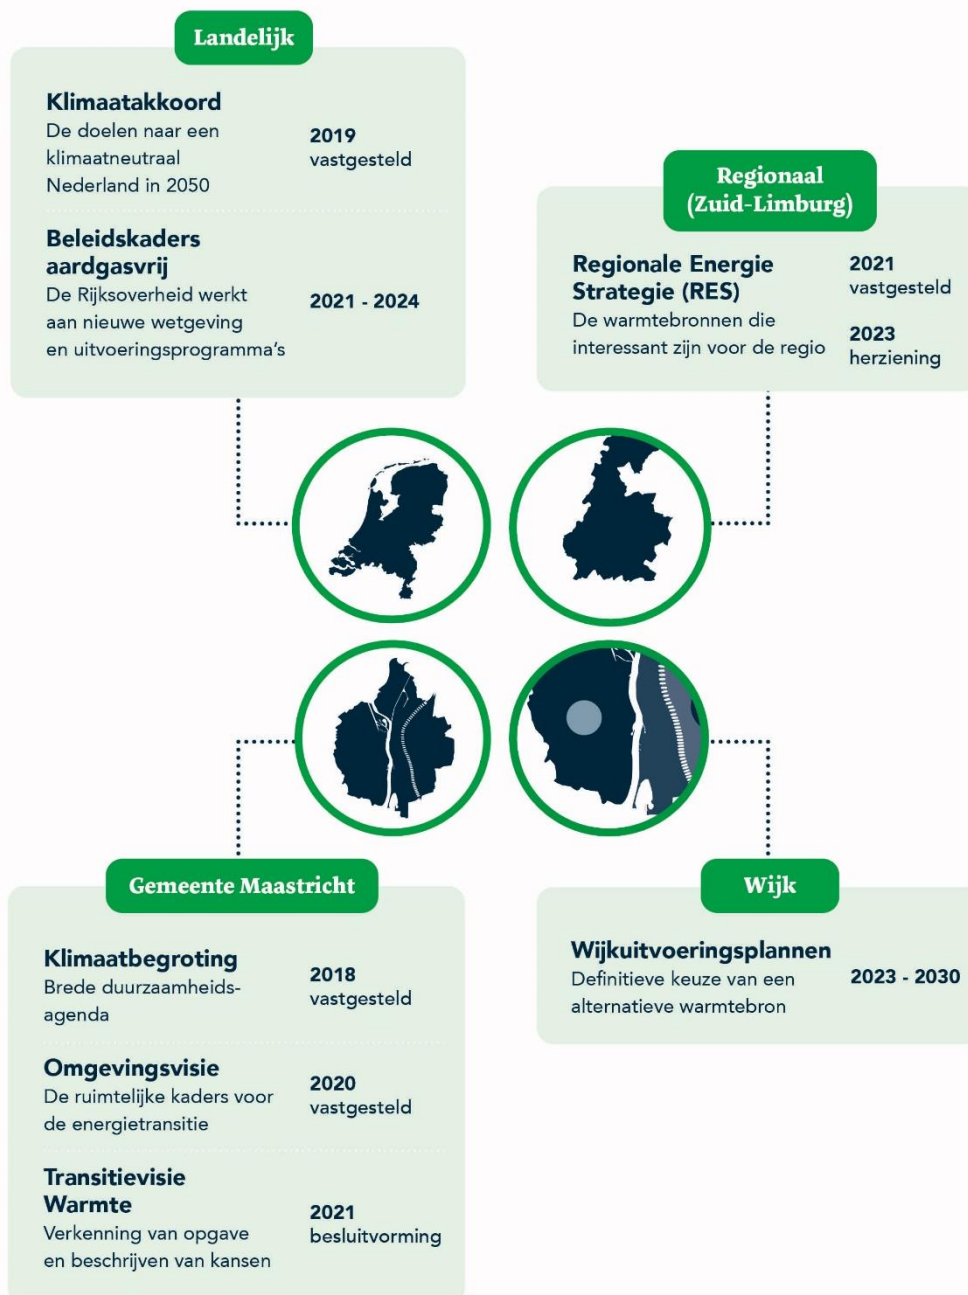 Landelijk
Klimaatakkoord
De doelen naar een
klimaatneutraal
Nederland in 2050
2019
vastgesteld
Beleidskaders
aardgasvrij
De Rijksoverheid werkt
aan nieuwe wetgeving
en uitvoeringsprogramma's
2021 - 2024
Regionaal
(Zuid-Limburg)
Regionale Energie
Strategie (RES)
De warmtebronnen die
interessant zijn voor de regio
2021
vastgesteld
2023
herziening
Gemeente Maastricht
Klimaatbegroting
Brede duurzaamheids-
agenda
2018
vastgesteld
Omgevingsvisie
De ruimtelijke kaders voor
de energietransitie
2020
vastgesteld
Transitievisie
Warmte
Verkenning van opgave
en beschrijven van kansen
2021
besluitvorming
Wijk
Wijkuitvoeringsplannen
Definitieve keuze van een
alternatieve warmtebron
2023 - 2030